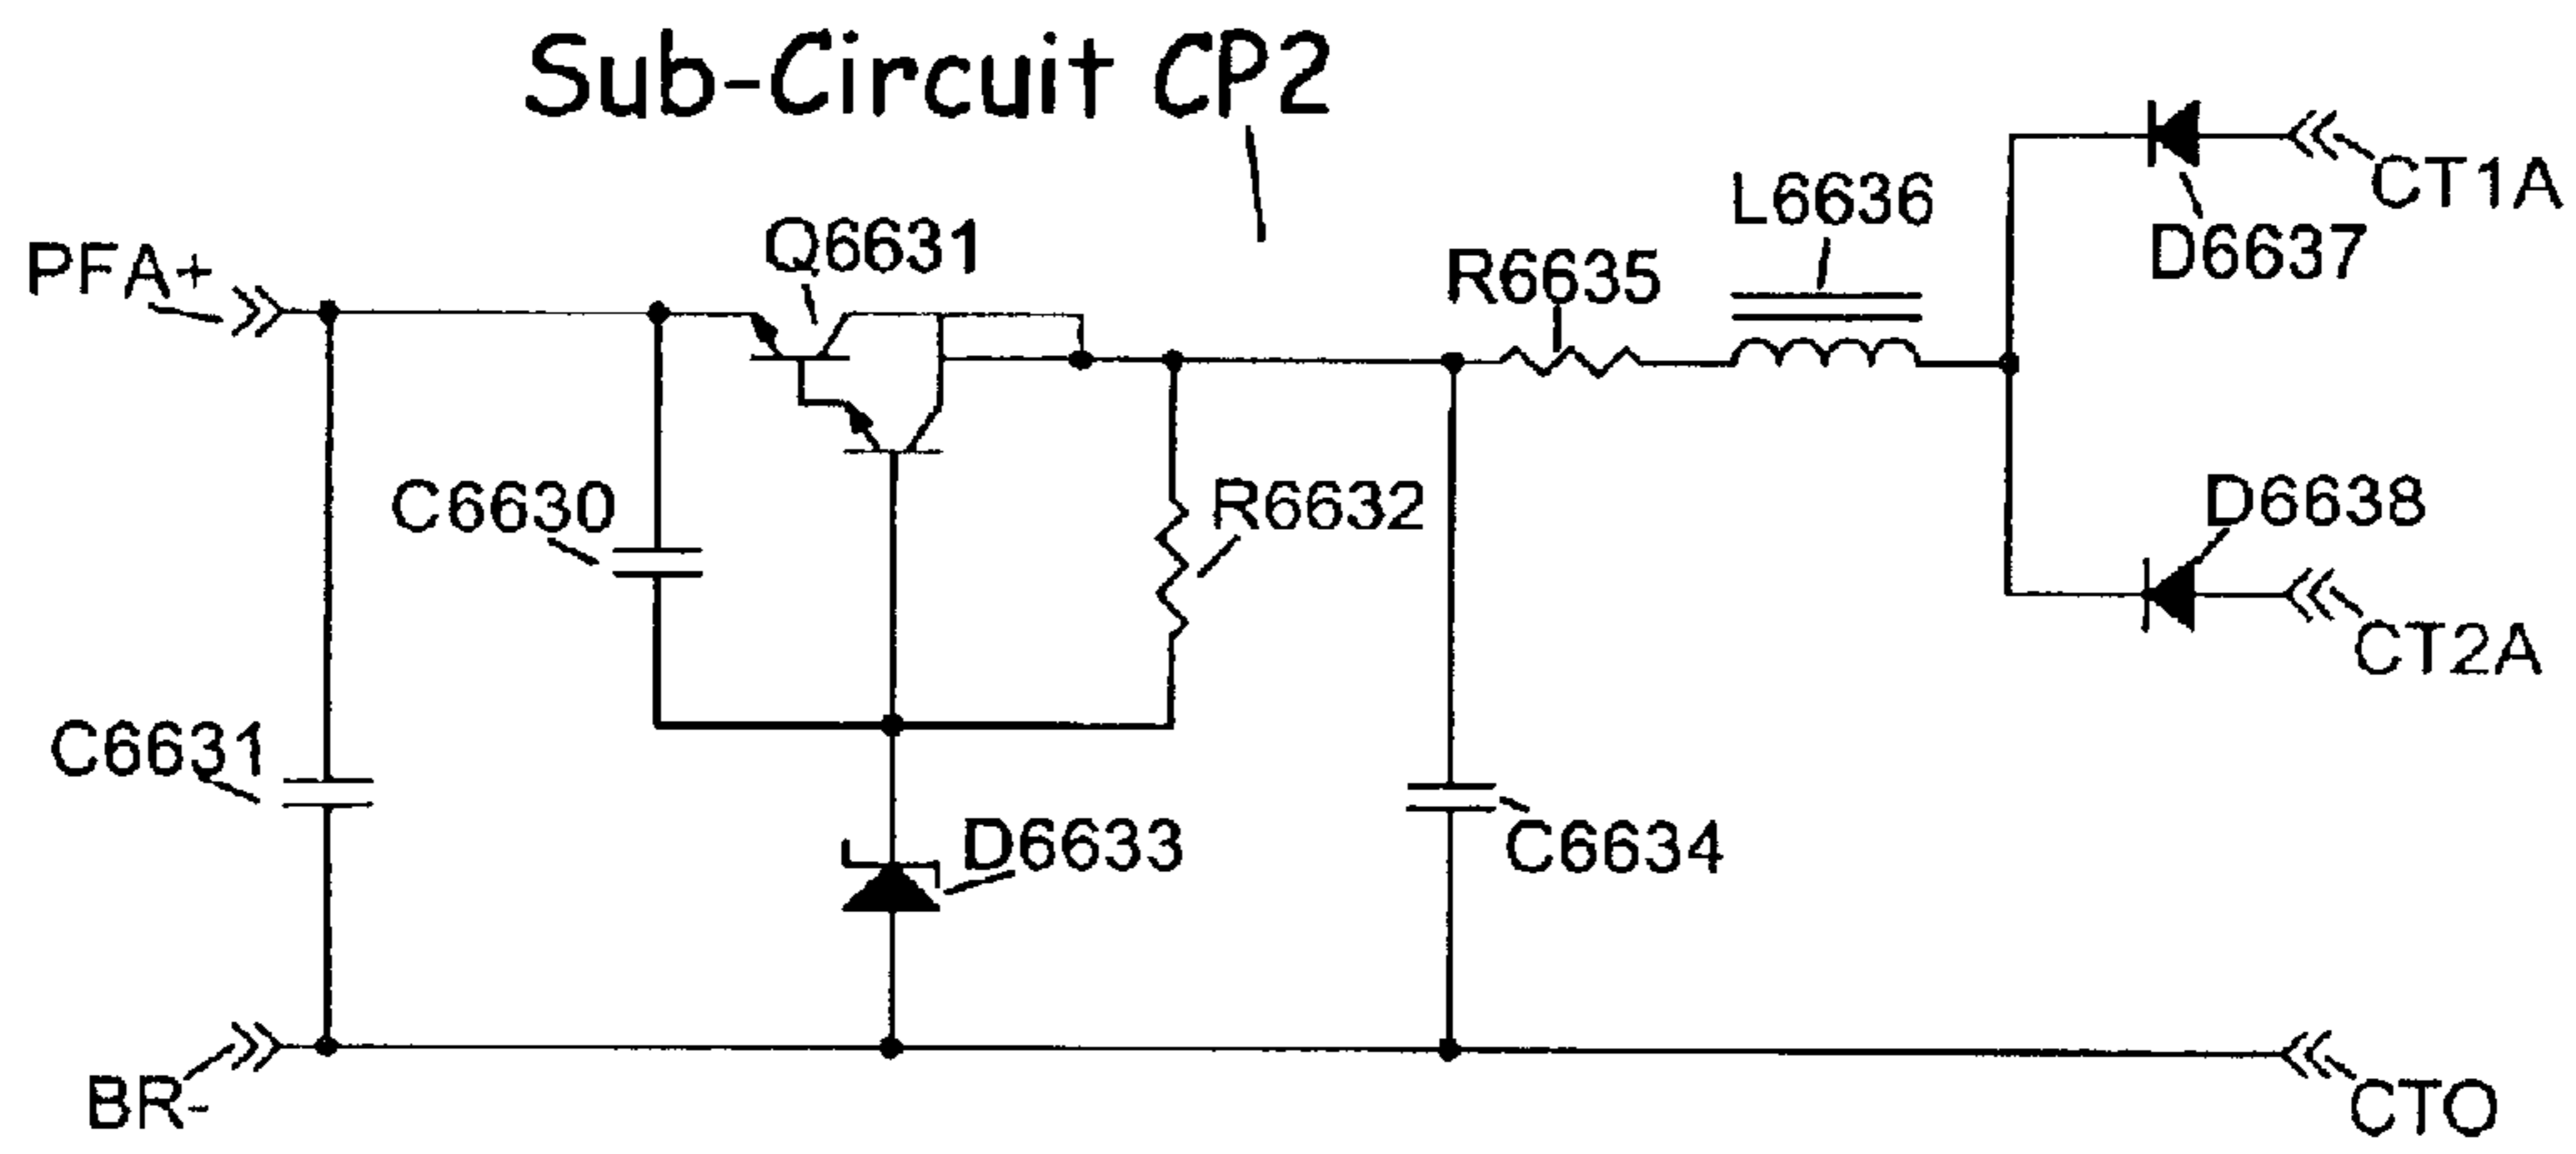 Sub-Circuit CP2
CT1A
L6636
D6637
Q6631
PFA+
R6635
C6630
R6632
D6638
CT2A
C6631
D6633
C6634
BR-
CTO